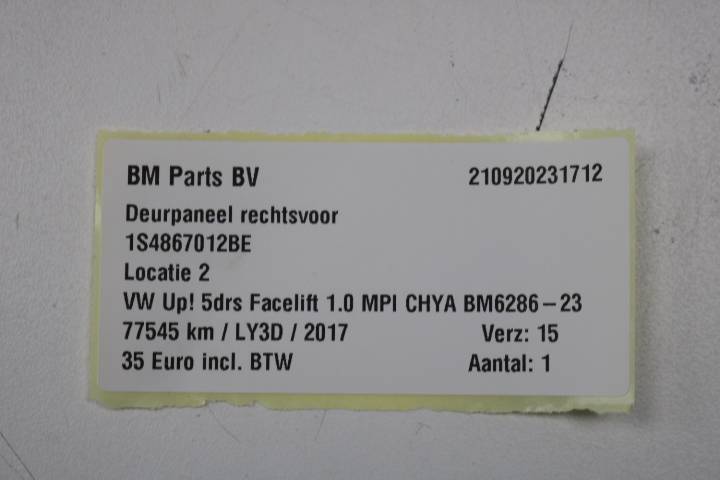 BM Parts BV 210920231712
Deurpaneel rechtsvoor
1S4867012BE
Locatie 2
VW Up! 5drs Facelift 1.0 MPI CHYA BM6286-23
77545 km / LY3D / 2017 Verz: 15
35 Euro incl. BTW Aantal: 1